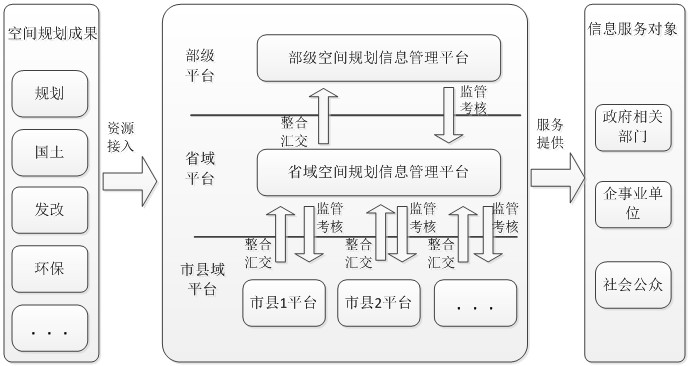 空间规划成果
规划
国土
发改
环保
...
资源
接入
部级
平台
部级空间规划信息管理平台
整合
汇交
监管
考核
省域
平台
省域空间规划信息管理平台
整合
汇交
监管
考核
整合
汇交
监管
考核
整合
汇交
监管
考核
市县域
平台
市县1平台
市县2平台
...
服务
提供
信息服务对象
政府相关
部门
企事业单
位
社会公众